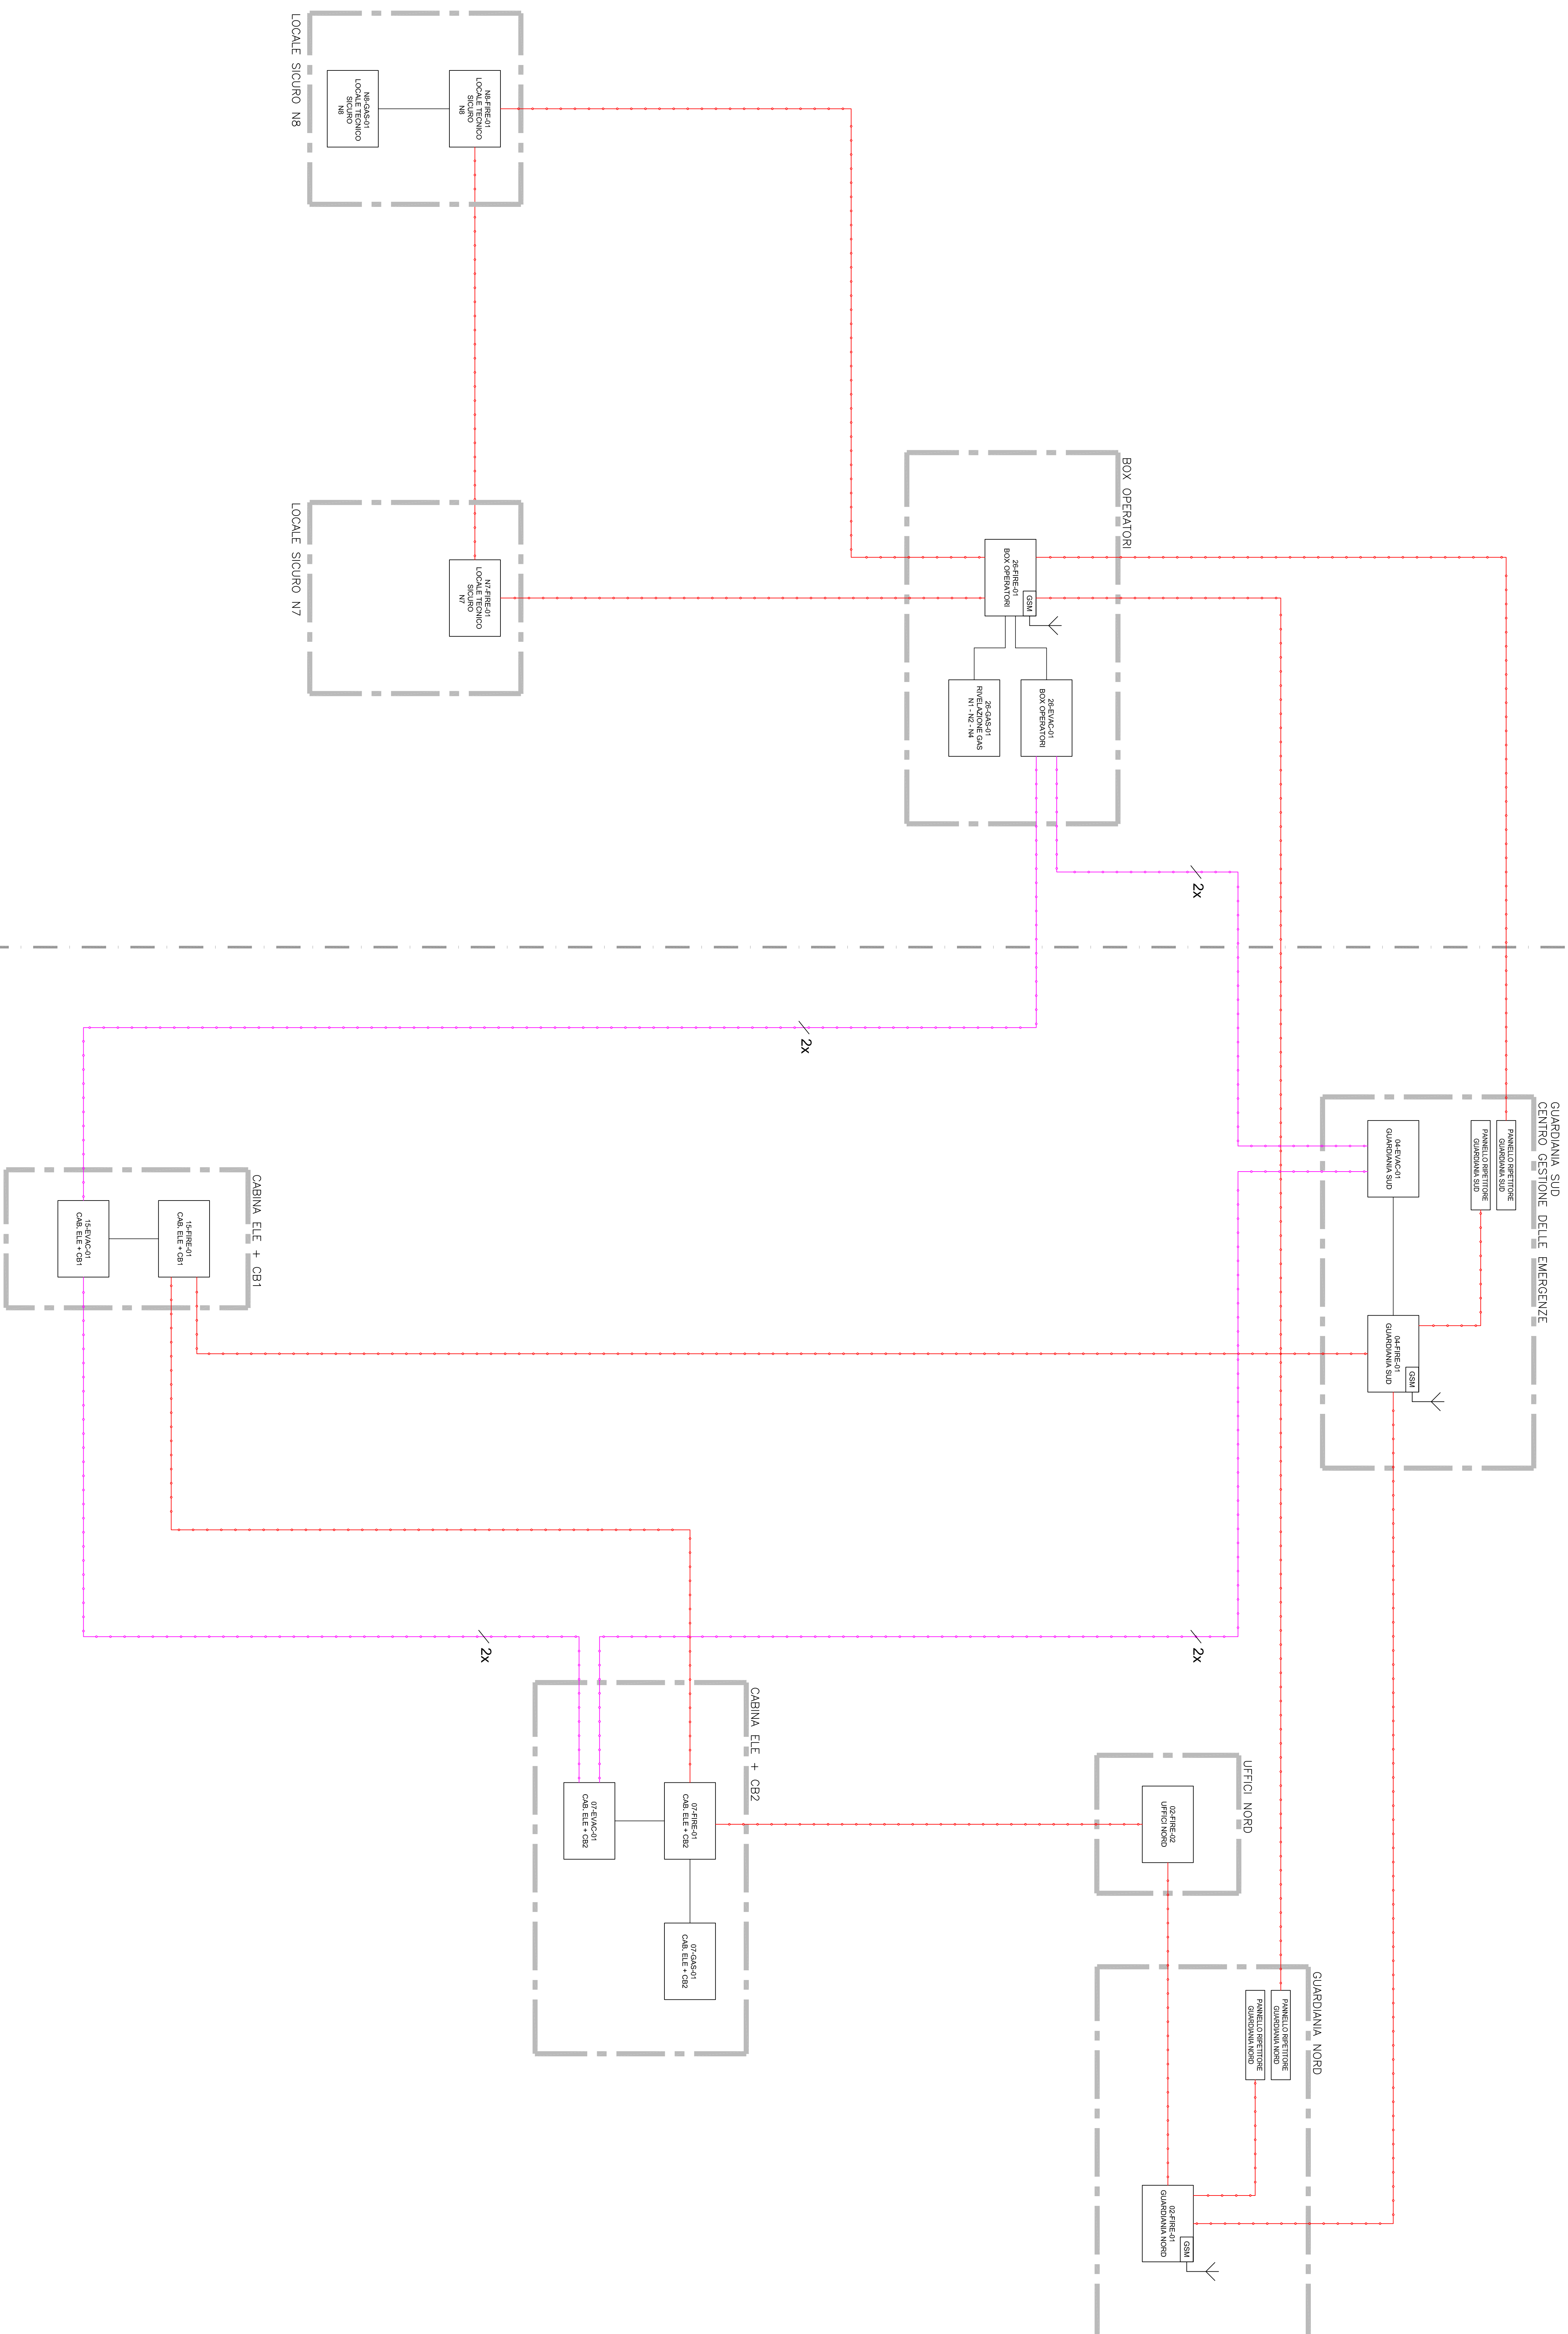 GUARDIANIA SUD
CENTRO GESTIONE DELLE EMERGENZE
PANNELLO RIPETITORE
GUARDIANIA SUD
PANNELLO RIPETITORE
GUARDIANIA SUD
04-EVAC-01
GUARDIANIA SUD
GSM
04-FIRE-01
GUARDIANIA SUD
GUARDIANIA NORD
PANNELLO RIPETITORE
GUARDIANIA NORD
PANNELLO RIPETITORE
GUARDIANIA NORD
GSM
02-FIRE-01
GUARDIANIA NORD
UFFICI NORD
02-FIRE-02
UFFICI NORD
2x
2x
BOX OPERATORI
GSM
26-FIRE-01
BOX OPERATORI
26-EVAC-01
BOX OPERATORI
26-GAS-01
RIVELAZIONE GAS
N1 - N2 - N4
2x
CABINA ELE + CB2
07-FIRE-01
CAB. ELE + CB2
07-GAS-01
CAB. ELE + CB2
07-EVAC-01
CAB. ELE + CB2
2x
N8-FIRE-01
LOCALE TECNICO
SICURO
N8
N8-GAS-01
LOCALE TECNICO
SICURO
N8
LOCALE SICURO N8
N7-FIRE-01
LOCALE TECNICO
SICURO
N7
LOCALE SICURO N7
CABINA ELE + CB1
15-FIRE-01
CAB. ELE + CB1
15-EVAC-01
CAB. ELE + CB1